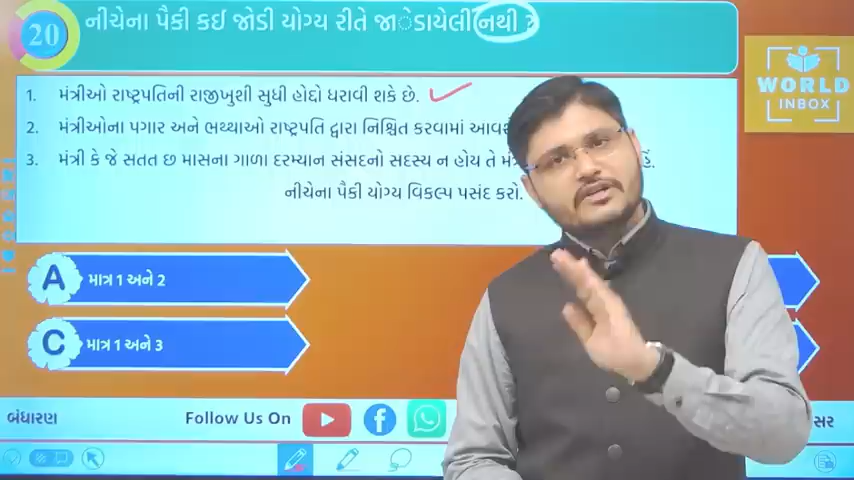 20
નીચેના પૈકી કઈ જોડી યોગ્ય રીતે જાેડાયેલી નથી ?
WORLD
INBOX
1. મંત્રીઓ રાષ્ટ્રપતિની રાજીખુશી સુધી હોદ્દો ધરાવી શકે છે.
2. મંત્રીઓના પગાર અને ભથ્થાઓ રાષ્ટ્રપતિ દ્વારા નિશ્ચિત કરવામાં
3. મંત્રી કે જે સતત છ માસના ગાળા દરમ્યાન સંસદનો સદસ્ય ન હોય તે
નીચેના પૈકી યોગ્ય વિકલ્પ પસંદ કરો.
A માત્ર 1 અને 2
C માત્ર 1 અને 3
બંધારણ Follow Us On સર